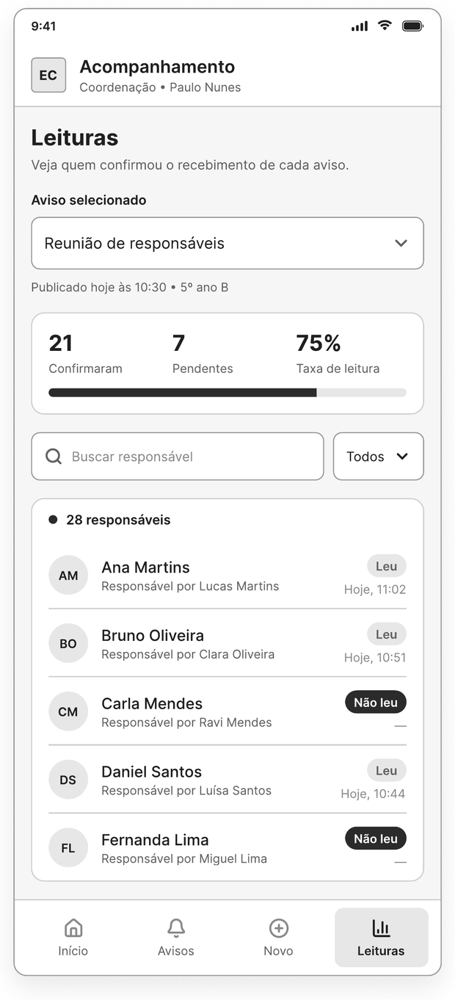 9:41
EC
Acompanhamento
Coordenação • Paulo Nunes
Leituras
Veja quem confirmou o recebimento de cada aviso.
Aviso selecionado
Reunião de responsáveis
Publicado hoje às 10:30 • 5º ano B
21 7 75%
Confirmaram Pendentes Taxa de leitura
Buscar responsável
Todos
28 responsáveis
AM
Ana Martins
Responsável por Lucas Martins
Leu
Hoje, 11:02
BO
Bruno Oliveira
Responsável por Clara Oliveira
Leu
Hoje, 10:51
CM
Carla Mendes
Responsável por Ravi Mendes
Não leu
—
DS
Daniel Santos
Responsável por Luísa Santos
Leu
Hoje, 10:44
FL
Fernanda Lima
Responsável por Miguel Lima
Não leu
—
Início Avisos Novo Leituras